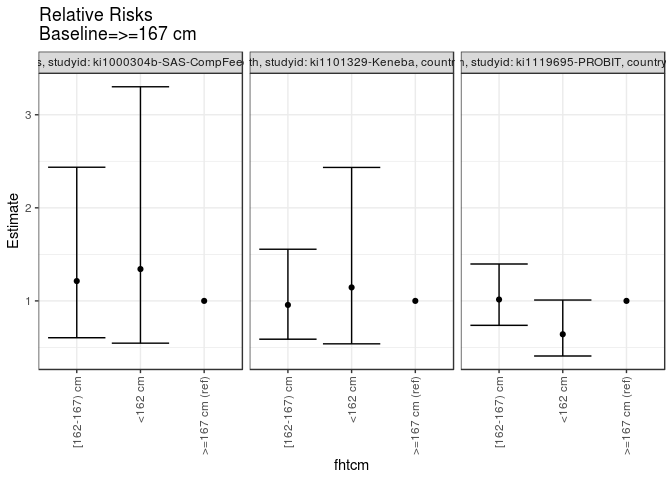 Relative Risks
Baseline=>=167 cm
s, studyid: ki1000304b-SAS-CompFee
th, studyid: ki1101329-Keneba, countr
n, studyid: ki1119695-PROBIT, country
Estimate
3
2
1
[162-167) cm
<162 cm
>=167 cm (ref)
[162-167) cm
<162 cm
>=167 cm (ref)
[162-167) cm
<162 cm
>=167 cm (ref)
fhtcm